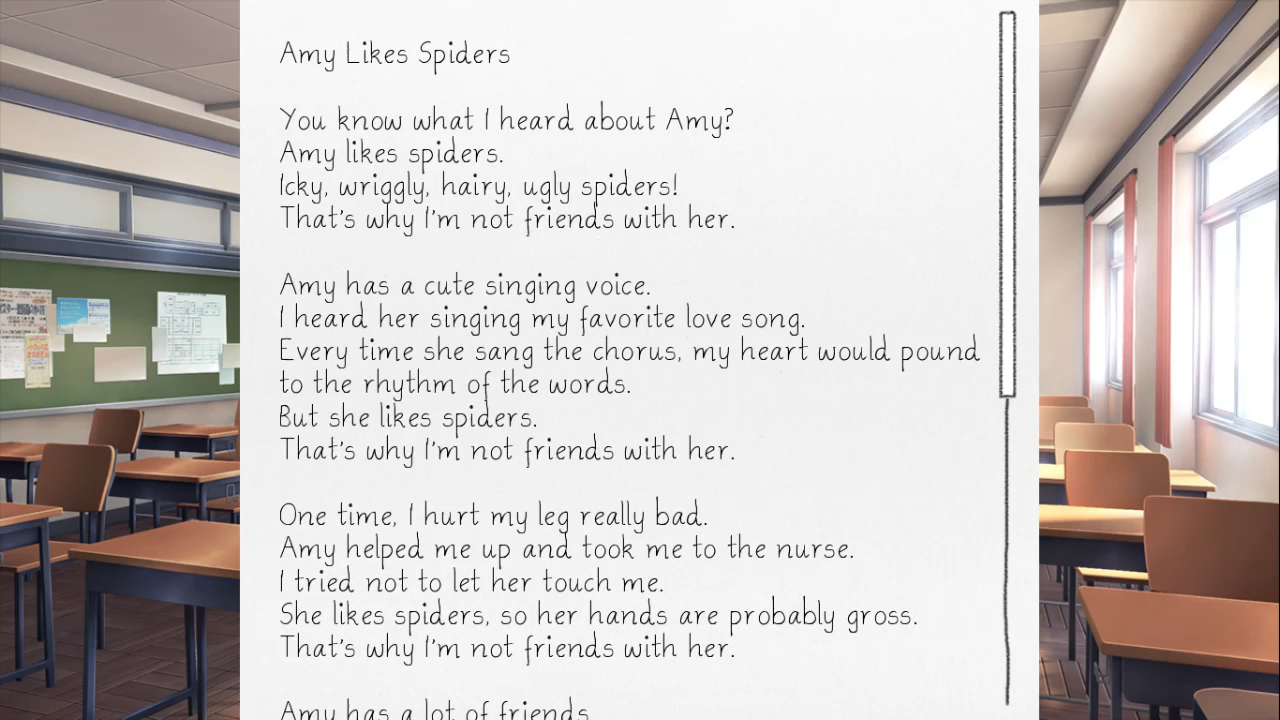 Amy Likes Spiders
You know what I heard about Amy?
Amy likes spiders.
Icky, wriggly, hairy, ugly spiders!
That's why I'm not friends with her.
Amy has a cute singing voice.
I heard her singing my favorite love song.
Every time she sang the chorus, my heart would pound
to the rhythm of the words.
But she likes spiders.
That's why I'm not friends with her.
One time, I hurt my leg really bad.
Amy helped me up and took me to the nurse.
I tried not to let her touch me.
She likes spiders, so her hands are probably gross.
That's why I'm not friends with her.
Amy has a lot of friends